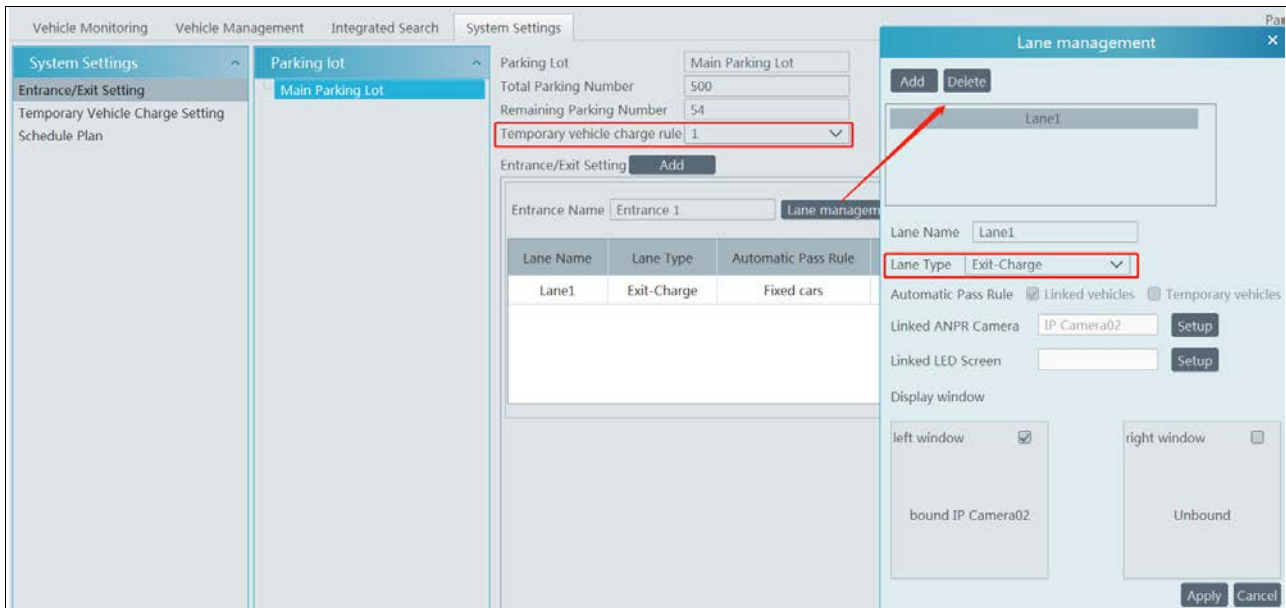 Vehicle Monitoring Vehicle Management Integrated Search System Settings
System Settings
Entrance/Exit Setting
Temporary Vehicle Charge Setting
Schedule Plan
Parking lot
Main Parking Lot
Parking Lot Main Parking Lot
Total Parking Number 500
Remaining Parking Number 54
Temporary vehicle charge rule 1
Entrance/Exit Setting Add
Entrance Name Entrance 1 Lane managem
Lane Name Lane Type Automatic Pass Rule
Lane1 Exit-Charge Fixed cars
Lane management ×
Add Delete
Lane1
Lane Name Lane1
Lane Type Exit-Charge
Automatic Pass Rule Linked vehicles Temporary vehicles
Linked ANPR Camera IP Camera02 Setup
Linked LED Screen Setup
Display window
left window right window
bound IP Camera02 Unbound
Apply Cancel